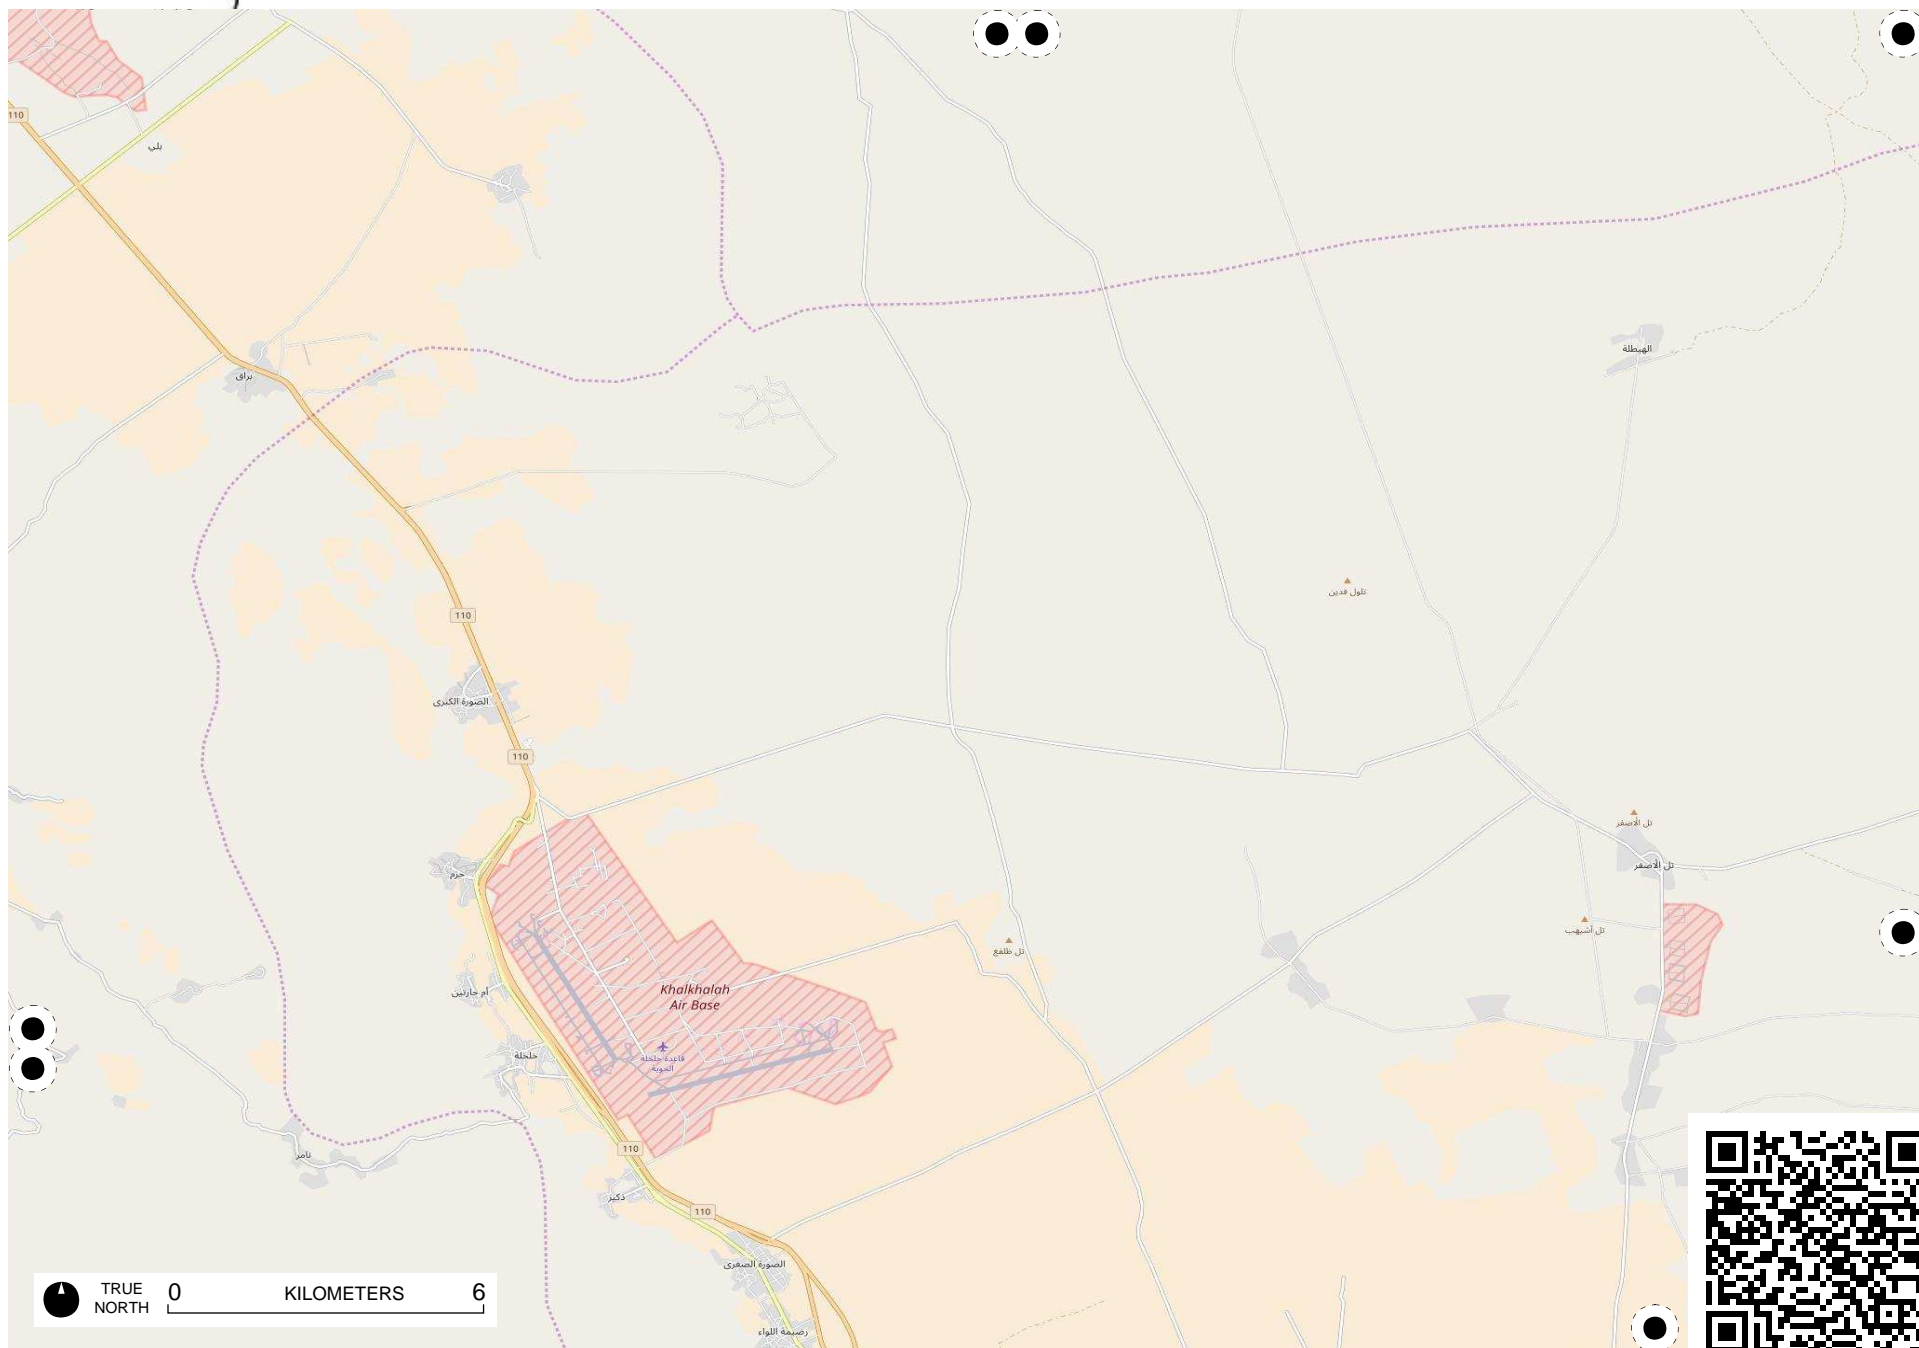 110
بلي
براق
الهيطلة
تلول فدين
110
الصورة الكبرى
110
تل الأصفر
تل الاصفر
حزم
تل أشيهب
تل ظلفع
Khalkhalah
Air Base
أم حارتين
خلخلة
قاعدة خلخلة
الجوية
110
تامر
ذكير
110
الصورة الصغرى
TRUE
NORTH
0 KILOMETERS 6
رضيمة اللواء